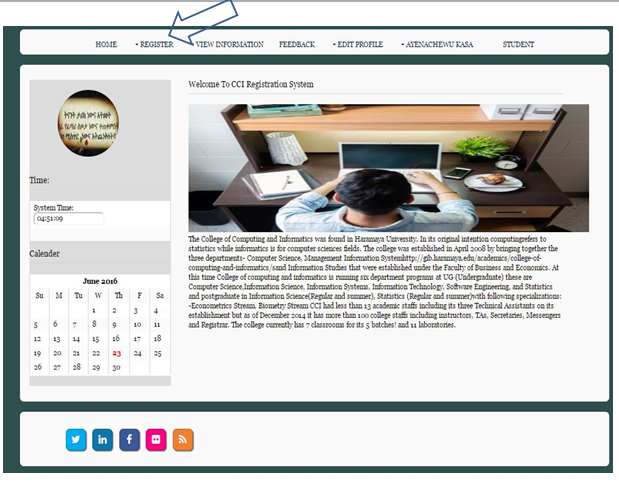 HOME REGISTER VIEW INFORMATION FEEDBACK EDIT PROFILE AYENACHEWU KASA STUDENT
Welcome To CCI Registration System
Time:
System Time:
04:51:09
Calender
June 2016
Su M Tu W Th F Sa
1 2 3 4
5 6 7 8 9 10 11
12 13 14 15 16 17 18
19 20 21 22 23 24 25
26 27 28 29 30
The College of Computing and Informatics was found in Haramaya University. In its original intention computingrefers to
statistics while informatics is for computer sciences fields. The college was established in April 2008 by bringing together the
three departments- Computer Science, Management Information Systemhttp://gib.haramaya.edu/academics/college-of-
computing-and-informatics/sand Information Studies that were established under the Faculty of Business and Economics. At
this time College of computing and informatics is running six department programs at UG (Undergraduate) these are
Computer Science,Information Science, Information Systems, Information Technology, Software Engineering, and Statistics
and postgraduate in Information Science(Regular and summer), Statistics (Regular and summer)with following specializations:
-Econometrics Stream, Biometry Stream CCI had less than 13 academic staffs including its three Technical Assistants on its
establishment but as of December 2014 it has more than 100 college staffs including instructors, TAs, Secretaries, Messengers
and Registrar. The college currently has 7 classrooms for its 5 batches! and 11 laboratories.